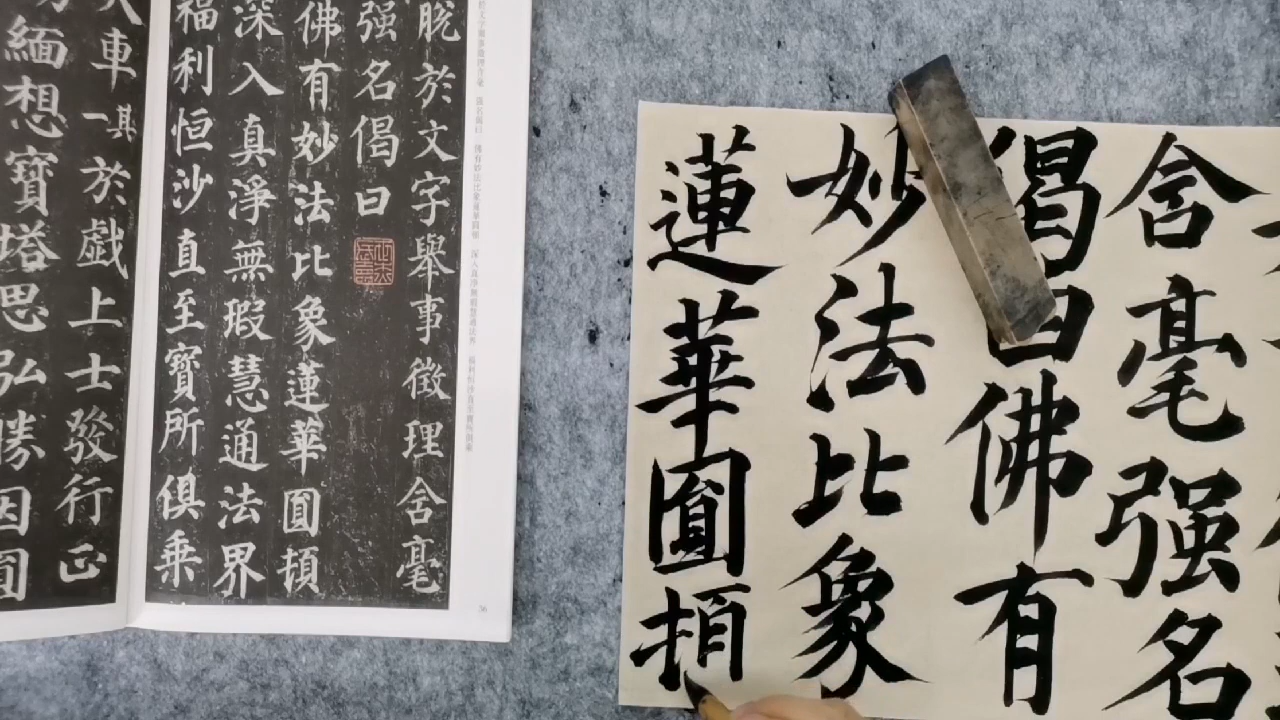 脱於文字舉事徵理含毫
强名偈曰
佛有妙法比象蓮華圓頓
深入真淨無瑕慧通法界
福利恒沙直至寶所俱乘
車一其於戲上士發行正
緬想寶塔思弘勝因圓
含毫强名
偈曰佛有
妙法比象
蓮華圓頓